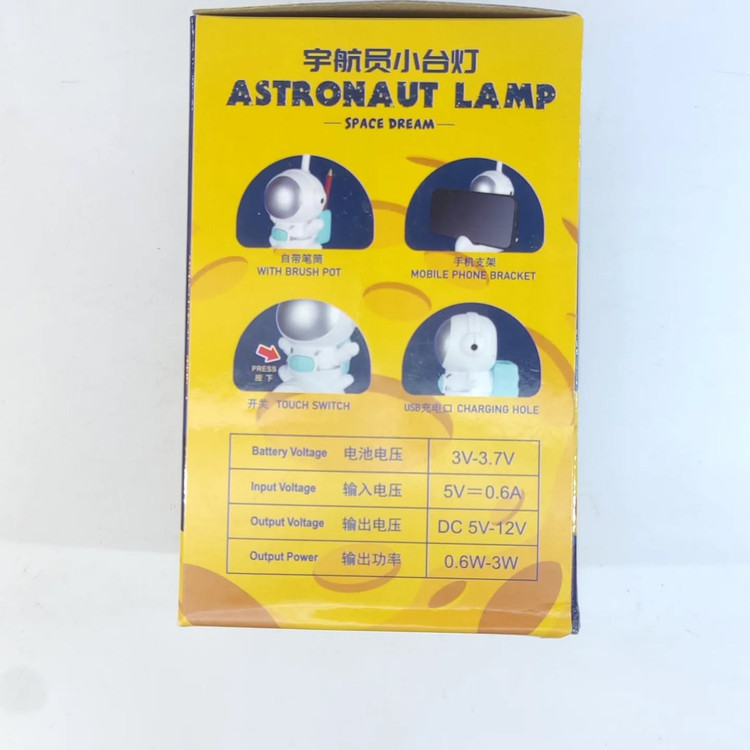 宇航员小台灯
ASTRONAUT LAMP
SPACE DREAM
自带笔筒
WITH BRUSH POT
手机支架
MOBILE PHONE BRACKET
PRESS
按下
开关 TOUCH SWITCH
USB充电口 CHARGING HOLE
Battery Voltage 电池电压 3V-3.7V
Input Voltage 输入电压 5V=0.6A
Output Voltage 输出电压 DC 5V-12V
Output Power 输出功率 0.6W-3W